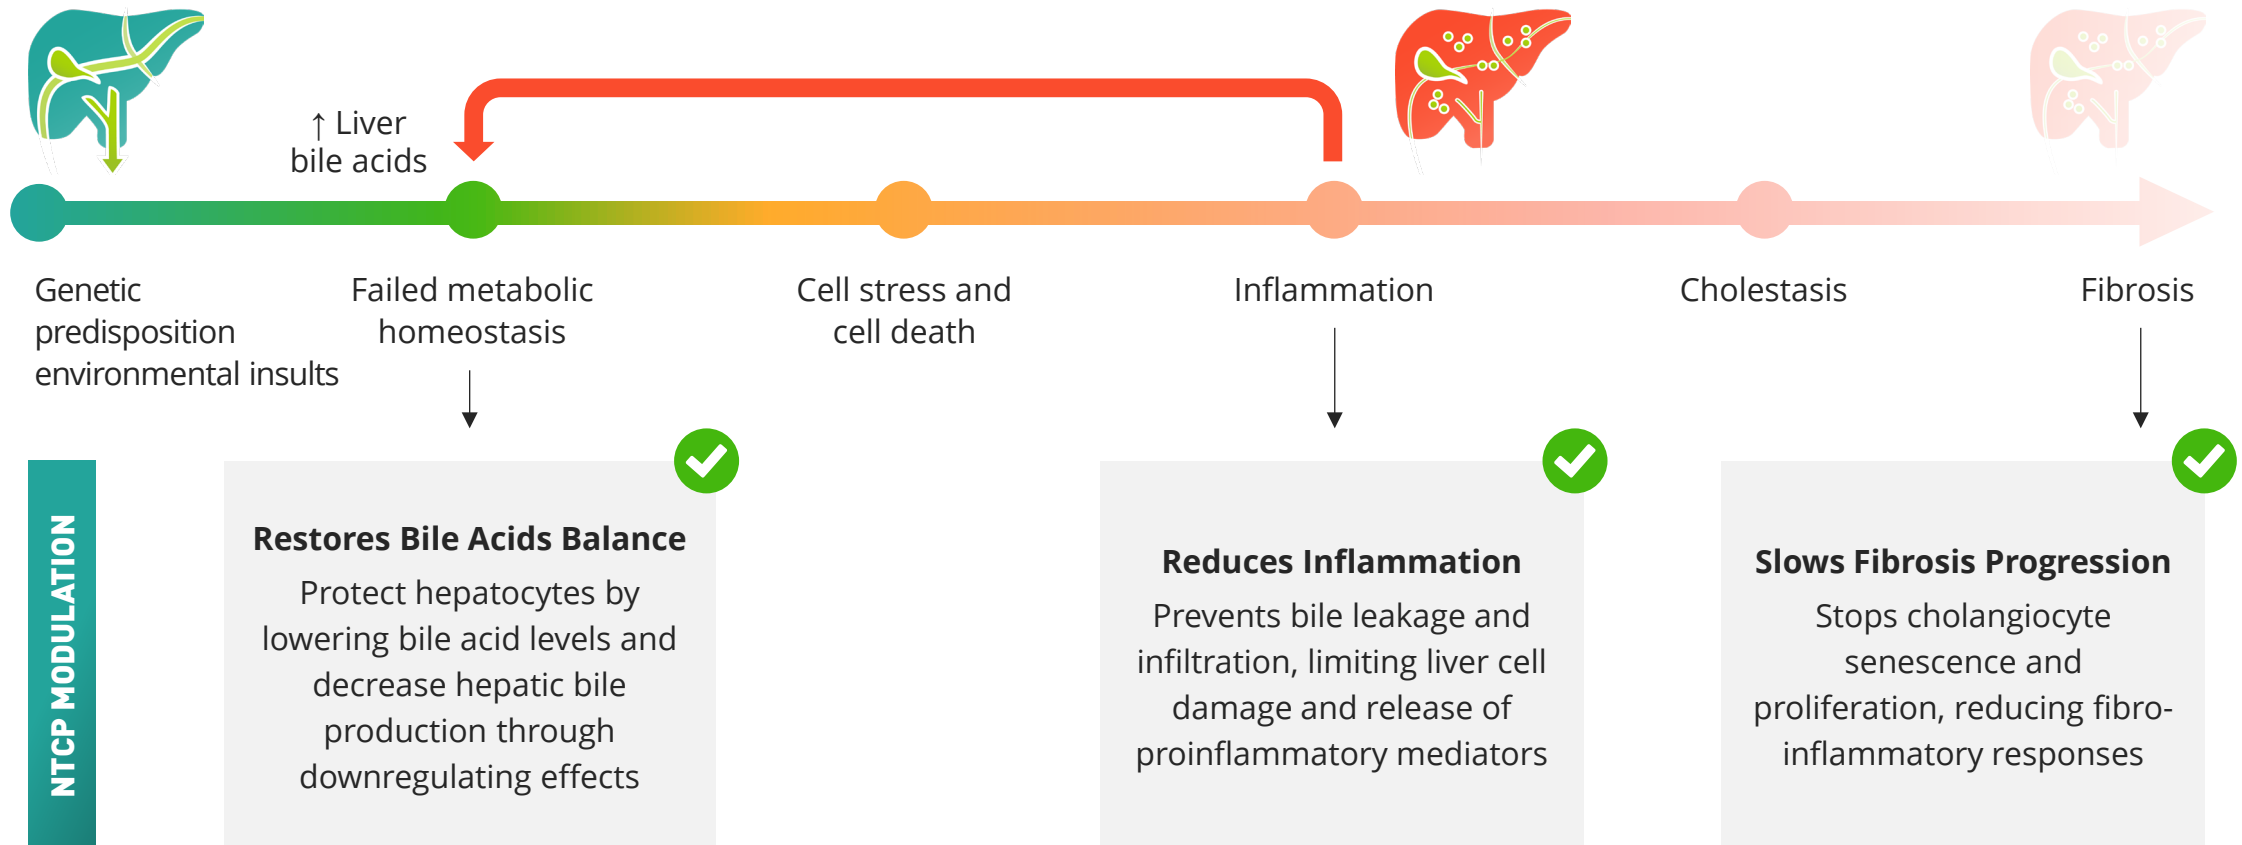 ↑ Liver
bile acids
Genetic
predisposition
environmental insults
Failed metabolic
homeostasis
Cell stress and
cell death
Inflammation
Cholestasis
Fibrosis
NTCP MODULATION
Restores Bile Acids Balance
Protect hepatocytes by
lowering bile acid levels and
decrease hepatic bile
production through
downregulating effects
Reduces Inflammation
Prevents bile leakage and
infiltration, limiting liver cell
damage and release of
proinflammatory mediators
Slows Fibrosis Progression
Stops cholangiocyte
senescence and
proliferation, reducing fibro-
inflammatory responses